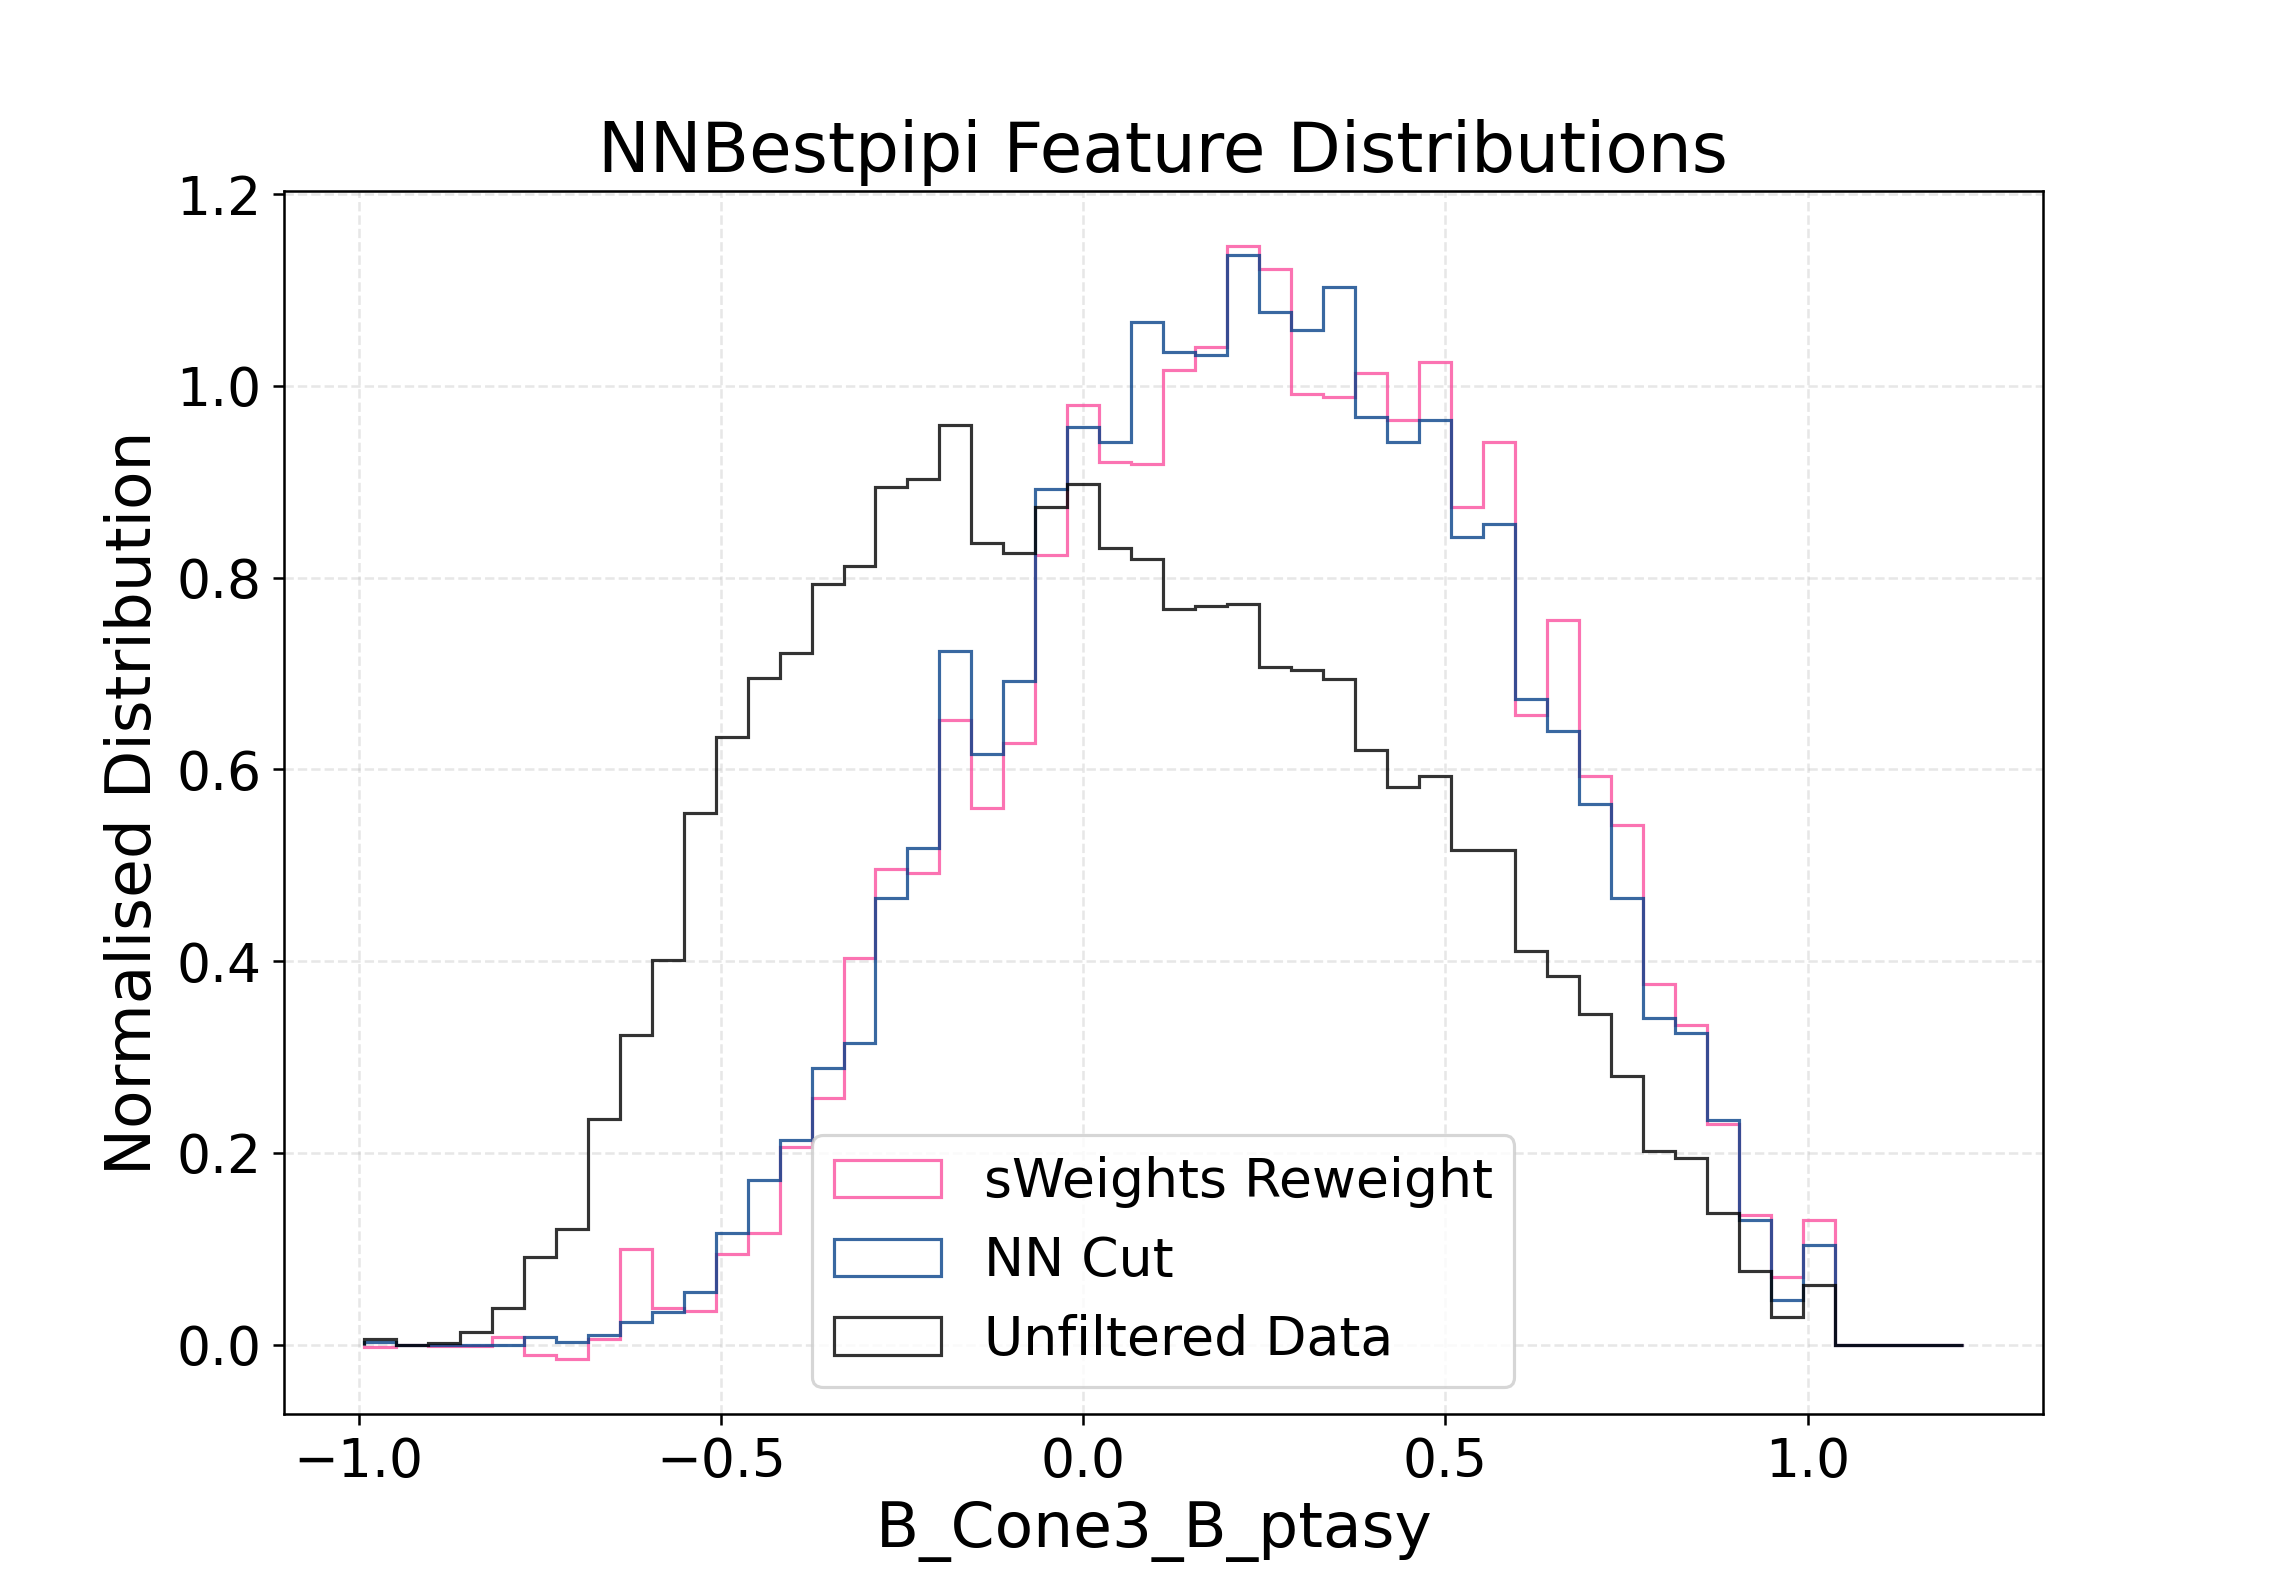 NNBestpipi Feature Distributions
Normalised Distribution
1.2
1.0
0.8
0.6
0.4
0.2
0.0
sWeights Reweight
NN Cut
Unfiltered Data
−1.0 −0.5 0.0 0.5 1.0
B_Cone3_B_ptasy